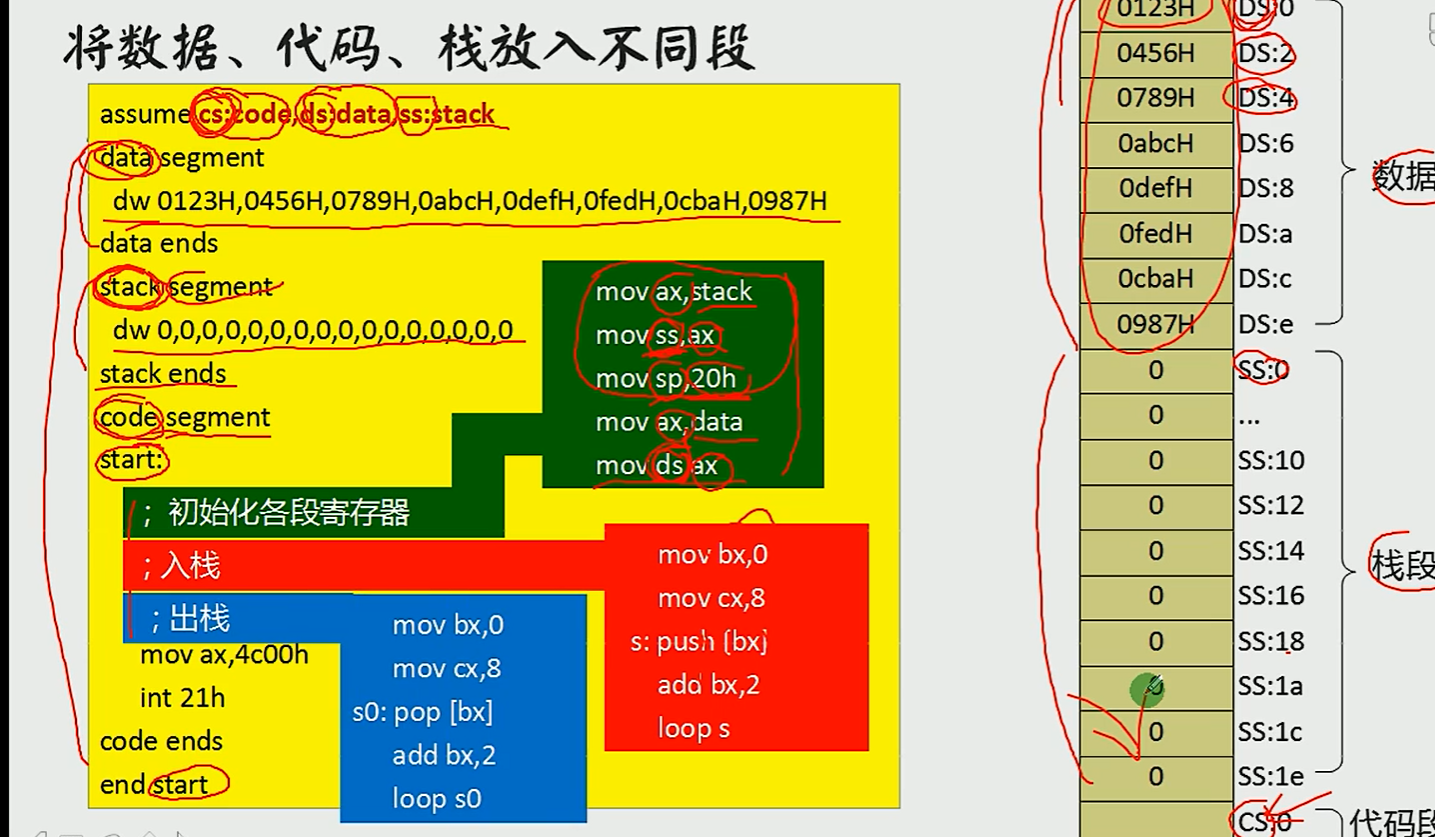 将数据、代码、栈放入不同段
assume cs:code,ds:data,ss:stack
data segment
dw 0123H,0456H,0789H,0abcH,0defH,0fedH,0cbaH,0987H
data ends
stack segment
dw 0,0,0,0,0,0,0,0,0,0,0,0,0,0,0,0
stack ends
code segment
start:
; 初始化各段寄存器
; 入栈
; 出栈
mov ax,4c00h
int 21h
code ends
end start
mov ax,stack
mov ss,ax
mov sp,20h
mov ax,data
mov ds,ax
mov bx,0
mov cx,8
s: push [bx]
add bx,2
loop s
mov bx,0
mov cx,8
s0: pop [bx]
add bx,2
loop s0
0123H DS:0
0456H DS:2
0789H DS:4
0abcH DS:6
0defH DS:8
0fedH DS:a
0cbaH DS:c
0987H DS:e
数据
0 SS:0
0 ...
0 SS:10
0 SS:12
0 SS:14
0 SS:16
0 SS:18
0 SS:1a
0 SS:1c
0 SS:1e
栈段
CS:0
代码段